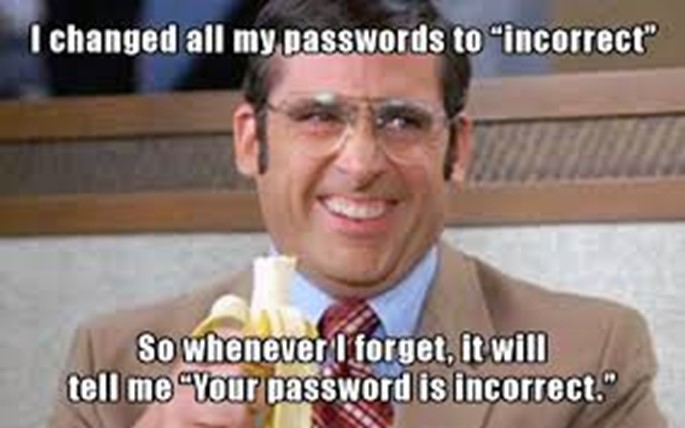 I changed all my passwords to “incorrect”
So whenever I forget, it will
tell me “Your password is incorrect.”